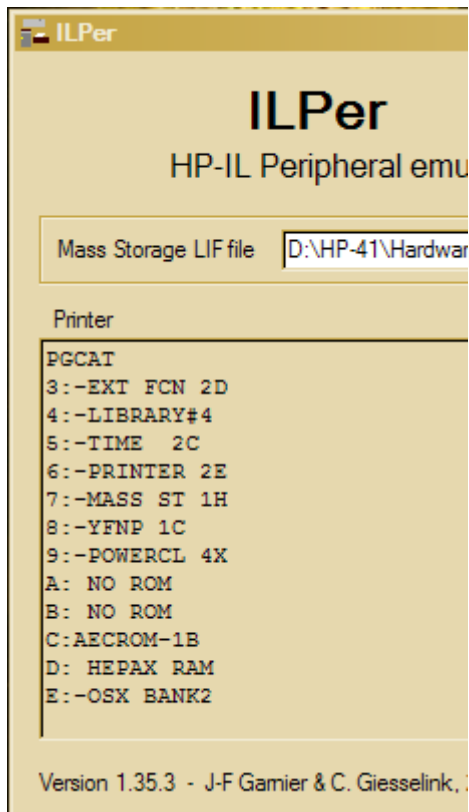 ILPer
ILPer
HP-IL Peripheral emu
Mass Storage LIF file D:\HP-41\Hardwar
Printer
PGCAT
3:-EXT FCN 2D
4:-LIBRARY#4
5:-TIME  2C
6:-PRINTER 2E
7:-MASS ST 1H
8:-YFNP 1C
9:-POWERCL 4X
A: NO ROM
B: NO ROM
C:AECROM-1B
D: HEPAX RAM
E:-OSX BANK2
Version 1.35.3 - J-F Garnier & C. Giesselink,